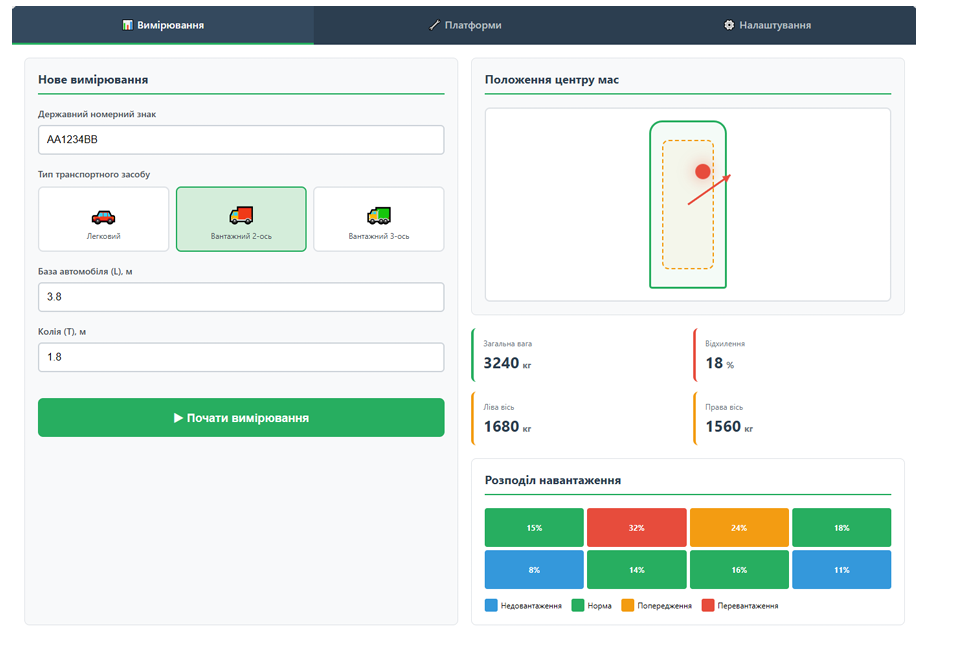 Вимірювання
Платформи
Налаштування
Нове вимірювання
Державний номерний знак
AA1234BB
Тип транспортного засобу
Легковий
Вантажний 2-ось
Вантажний 3-ось
База автомобіля (L), м
3.8
Колія (T), м
1.8
▶ Почати вимірювання
Положення центру мас
Загальна вага
3240 кг
Відхилення
18 %
Ліва вісь
1680 кг
Права вісь
1560 кг
Розподіл навантаження
15% 32% 24% 18%
8% 14% 16% 11%
Недовантаження Норма Попередження Перевантаження